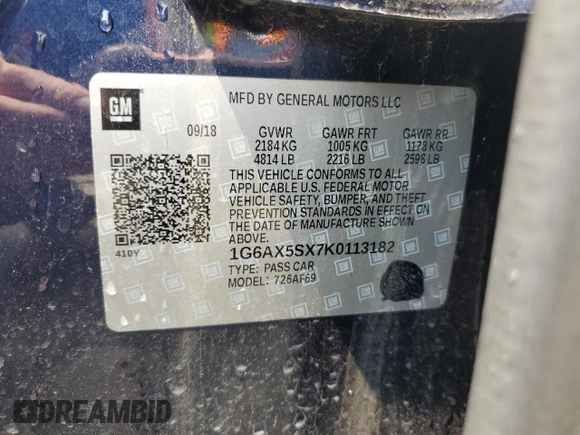 GM
MFD BY GENERAL MOTORS LLC
09/18 GVWR GAWR FRT GAWR RR
2184 KG 1005 KG 1178 KG
4814 LB 2216 LB 2596 LB
THIS VEHICLE CONFORMS TO ALL
APPLICABLE U.S. FEDERAL MOTOR
VEHICLE SAFETY, BUMPER, AND THEFT
PREVENTION STANDARDS IN EFFECT ON
THE DATE OF MANUFACTURE SHOWN
ABOVE.
410Y
1G6AX5SX7K0113182
TYPE: PASS CAR
MODEL: 726AF69
DREAMBID